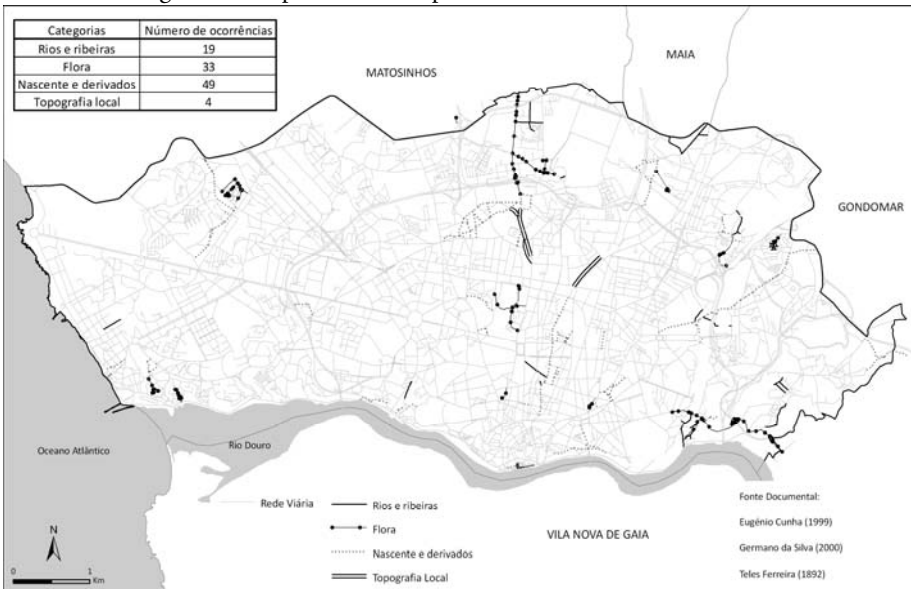 Categorias Número de ocorrências
Rios e ribeiras 19
Flora 33
Nascente e derivados 49
Topografia local 4
MATOSINHOS
MAIA
GONDOMAR
Oceano Atlântico
Rio Douro
VILA NOVA DE GAIA
Rede Viária
Rios e ribeiras
Flora
Nascente e derivados
Topografia Local
Fonte Documental:
Eugénio Cunha (1999)
Germano da Silva (2000)
Teles Ferreira (1892)
N
0 1
Km